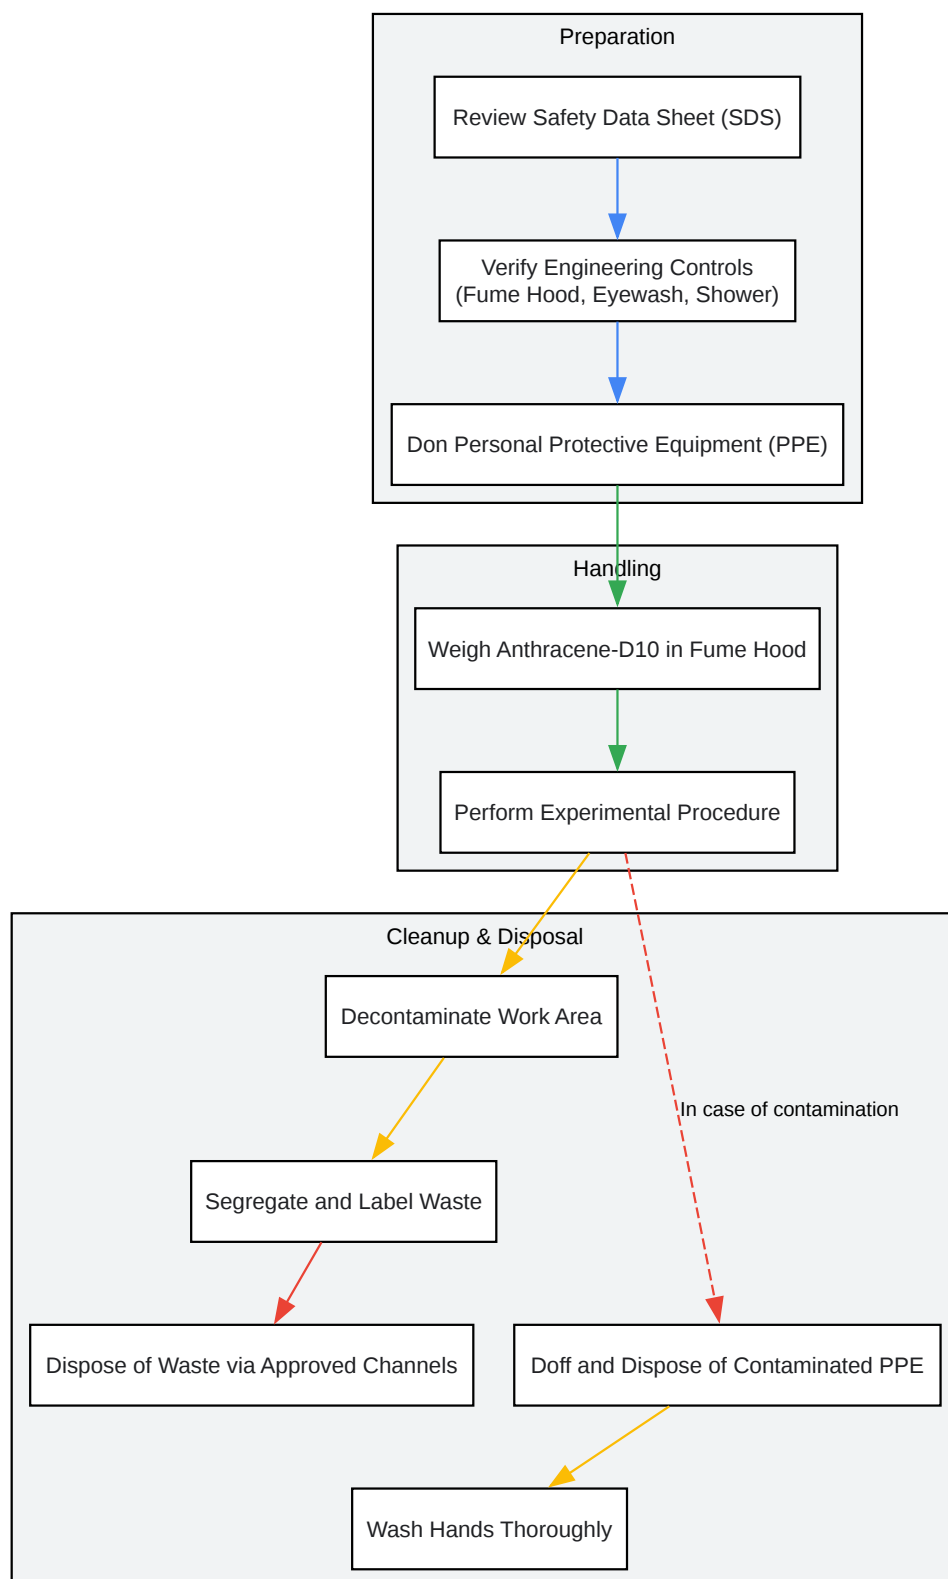 Preparation
Review Safety Data Sheet (SDS)
Verify Engineering Controls
(Fume Hood, Eyewash, Shower)
Don Personal Protective Equipment (PPE)
Handling
Weigh Anthracene-D10 in Fume Hood
Perform Experimental Procedure
Cleanup & Disposal
Decontaminate Work Area
In case of contamination
Segregate and Label Waste
Dispose of Waste via Approved Channels
Doff and Dispose of Contaminated PPE
Wash Hands Thoroughly